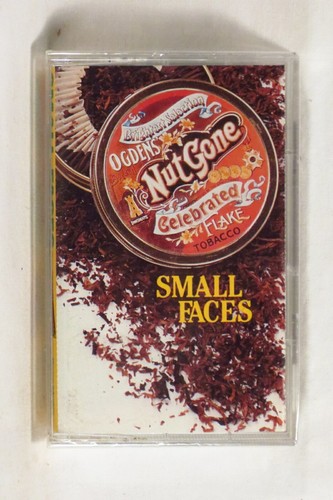 OGDENS'
Nut Gone
Celebrated
FLAKE
TOBACCO
SMALL
FACES